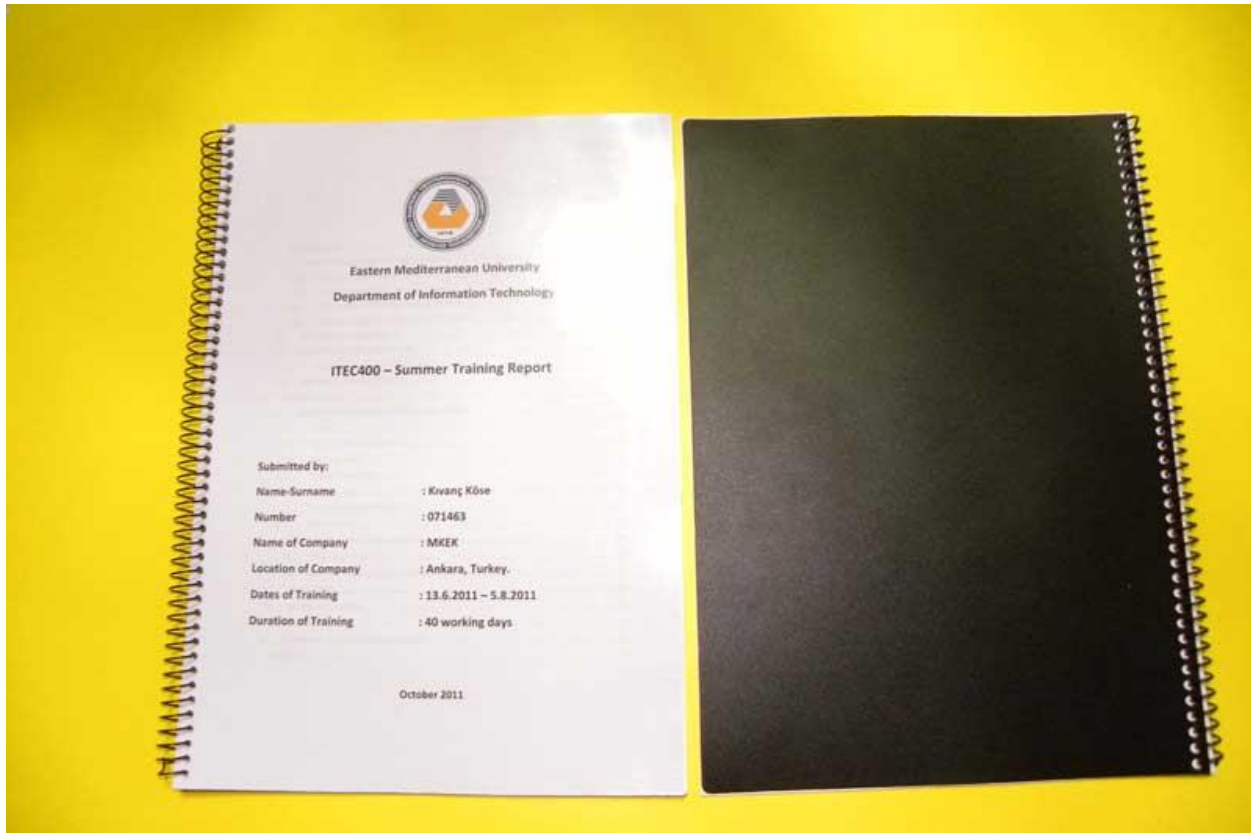 Eastern Mediterranean University
Department of Information Technology
ITEC400 – Summer Training Report
Submitted by:
Name-Surname : Kıvanç Köse
Number : 071463
Name of Company : MKEK
Location of Company : Ankara, Turkey.
Dates of Training : 13.6.2011 – 5.8.2011
Duration of Training : 40 working days
October 2011